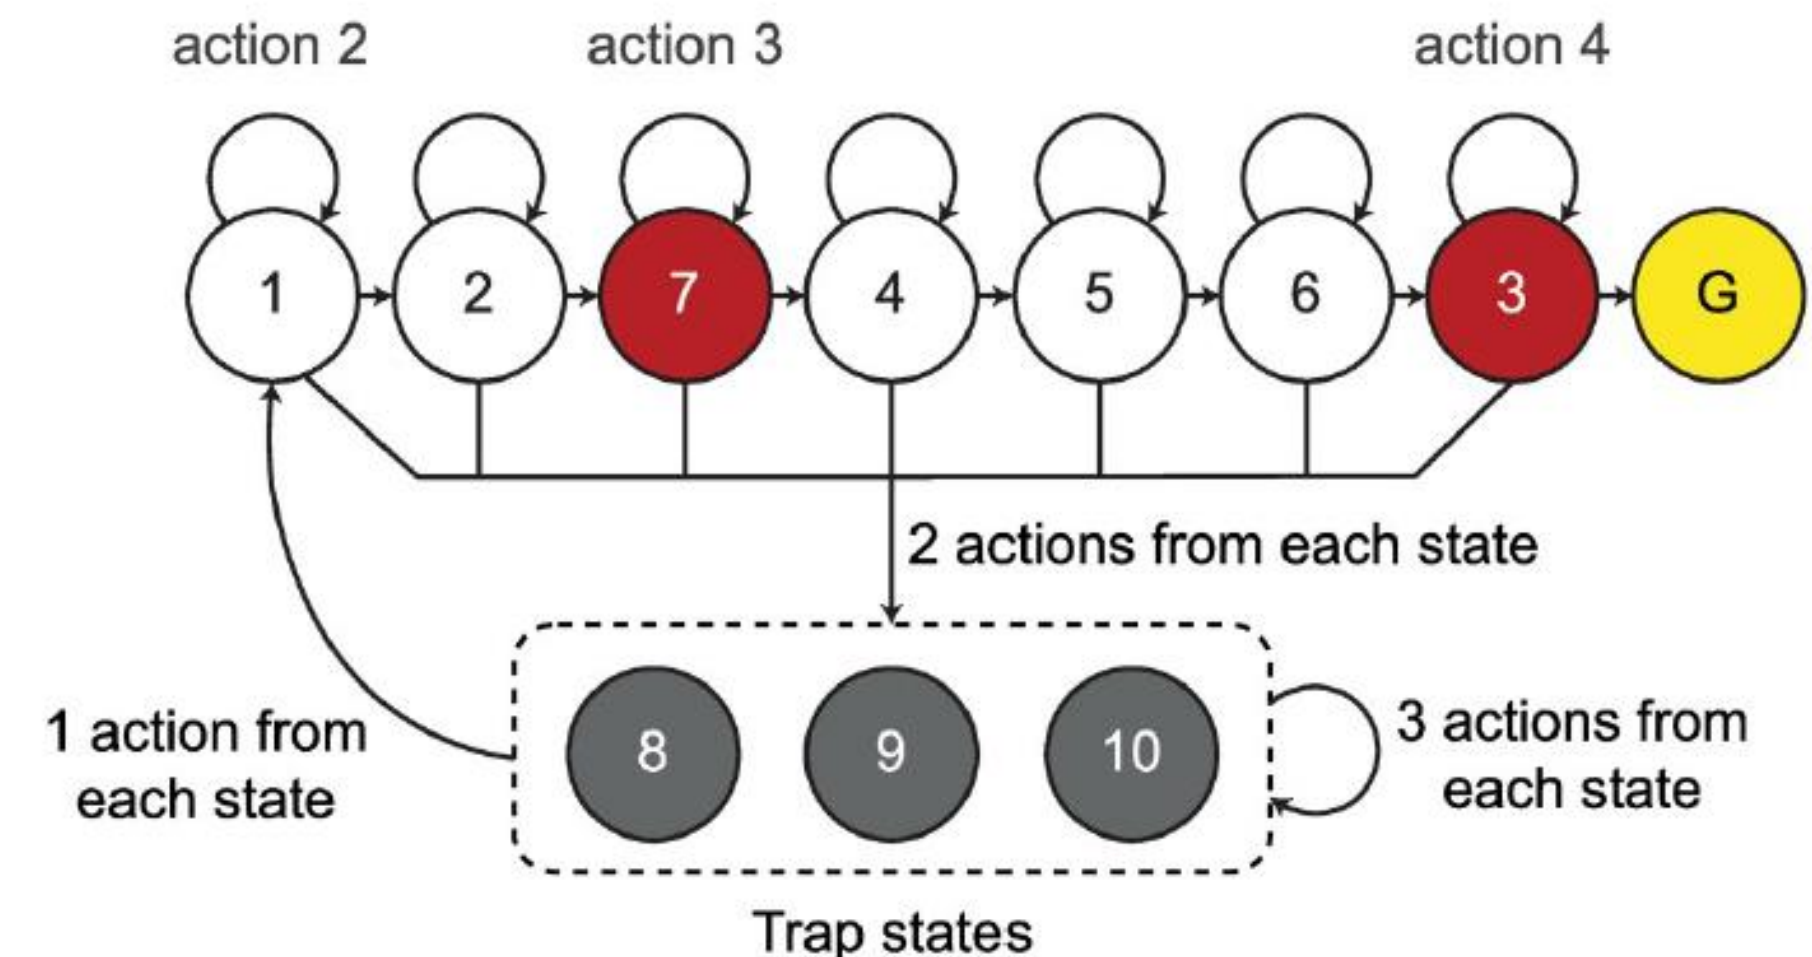 action 2 action 3 action 4
1 2 7 4 5 6 3 G
2 actions from each state
1 action from
each state
8 9 10
3 actions from
each state
Trap states